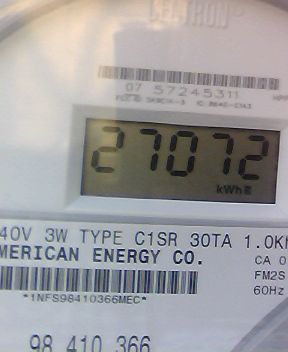 07 57245311
27072
kWh
40V 3W TYPE C1SR 30TA 1.0K
MERICAN ENERGY CO.
CA 0
FM2S
60Hz
*1NFS98410366MEC*
98 410 366